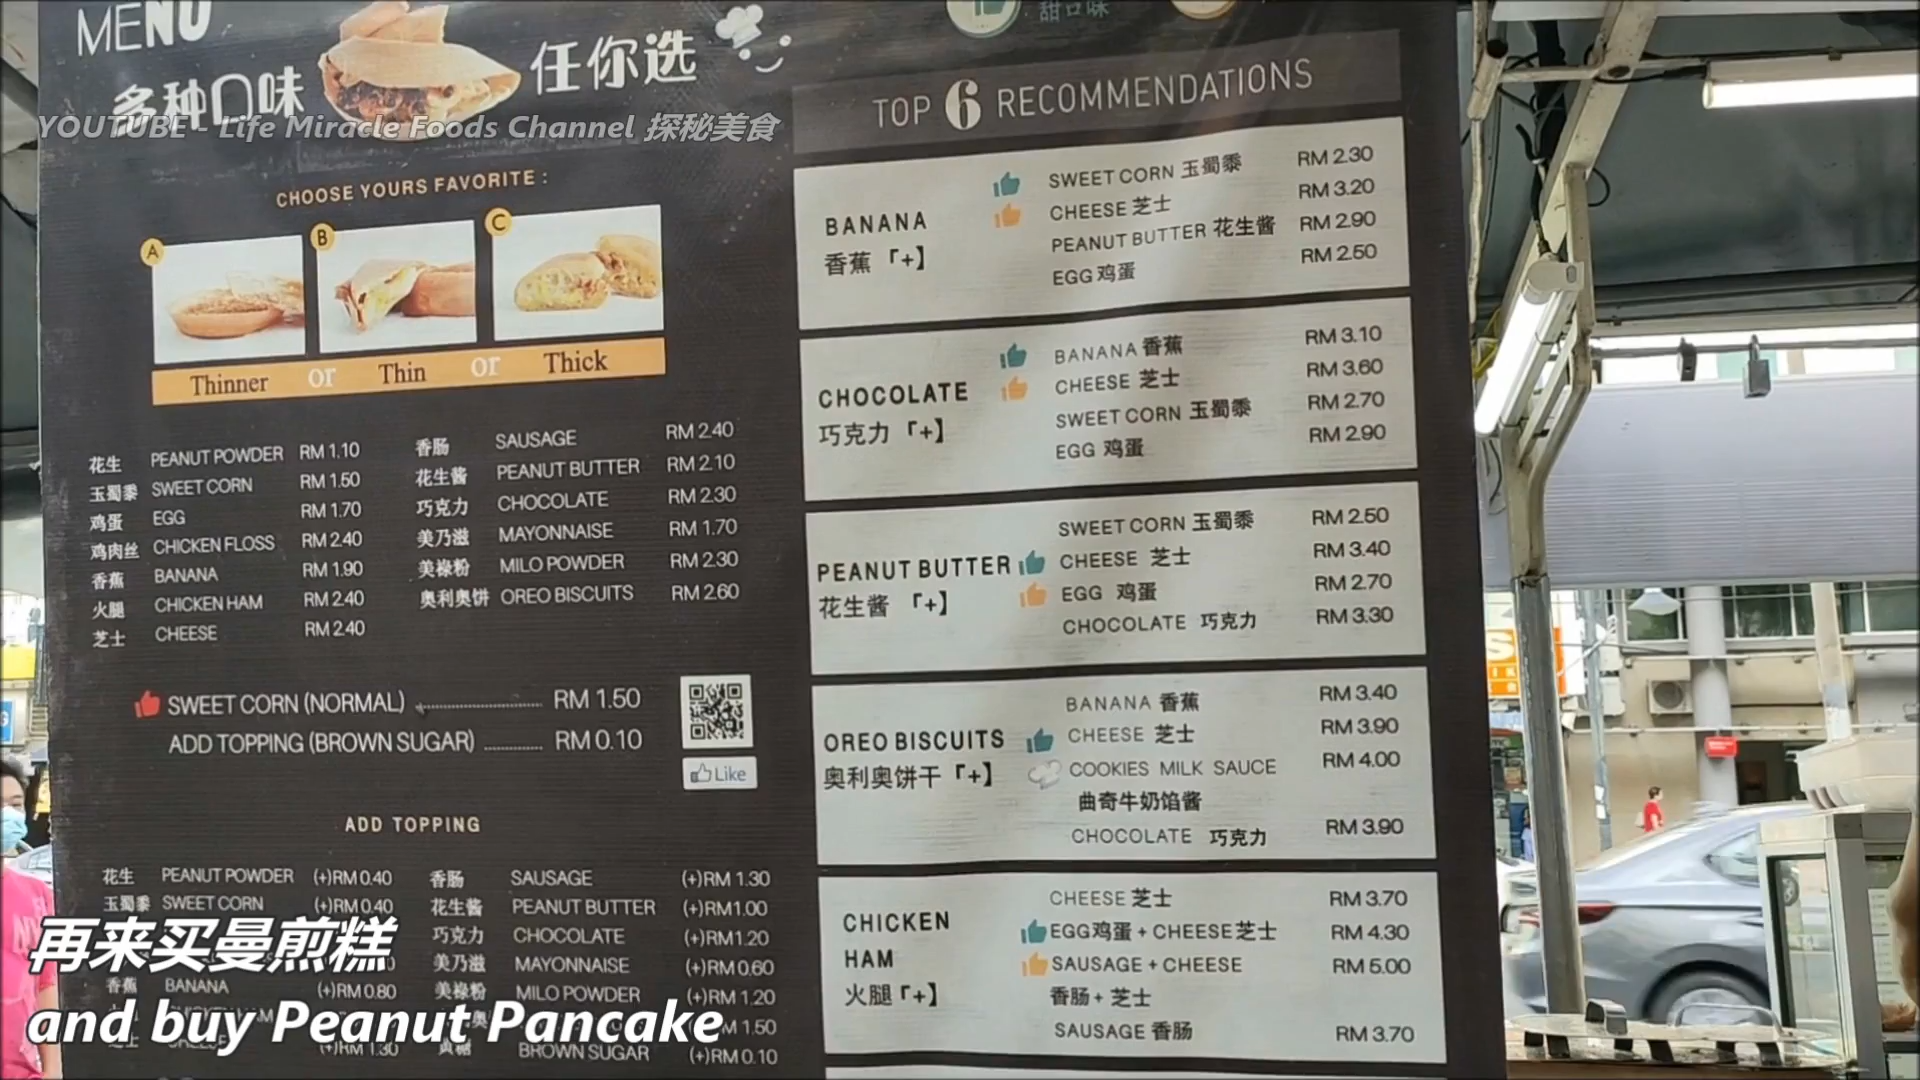 MENU
多种口味 任你选
YOUTUBE - Life Miracle Foods Channel 探秘美食
CHOOSE YOURS FAVORITE :
A B C
Thinner or Thin or Thick
花生 PEANUT POWDER RM 1.10
玉蜀黍 SWEET CORN RM 1.50
鸡蛋 EGG RM 1.70
鸡肉丝 CHICKEN FLOSS RM 2.40
香蕉 BANANA RM 1.90
火腿 CHICKEN HAM RM 2.40
芝士 CHEESE RM 2.40
香肠 SAUSAGE RM 2.40
花生酱 PEANUT BUTTER RM 2.10
巧克力 CHOCOLATE RM 2.30
美乃滋 MAYONNAISE RM 1.70
美禄粉 MILO POWDER RM 2.30
奥利奥饼 OREO BISCUITS RM 2.60
SWEET CORN (NORMAL) RM 1.50
ADD TOPPING (BROWN SUGAR) RM 0.10
Like
ADD TOPPING
花生 PEANUT POWDER (+)RM 0.40
玉蜀黍 SWEET CORN (+)RM 0.40
香蕉 BANANA (+)RM 0.80
(+)RM 1.30
香肠 SAUSAGE (+)RM 1.30
花生酱 PEANUT BUTTER (+)RM1.00
巧克力 CHOCOLATE (+)RM1.20
美乃滋 MAYONNAISE (+)RM 0.60
美禄粉 MILO POWDER (+)RM 1.20
1.50
BROWN SUGAR (+)RM 0.10
甜口味
TOP 6 RECOMMENDATIONS
BANANA
香蕉「+】
SWEET CORN 玉蜀黍 RM 2.30
CHEESE 芝士 RM 3.20
PEANUT BUTTER 花生酱 RM 2.90
EGG 鸡蛋 RM 2.50
CHOCOLATE
巧克力「+】
BANANA 香蕉 RM 3.10
CHEESE 芝士 RM 3.60
SWEET CORN 玉蜀黍 RM 2.70
EGG 鸡蛋 RM 2.90
PEANUT BUTTER
花生酱「+】
SWEET CORN 玉蜀黍 RM 2.50
CHEESE 芝士 RM 3.40
EGG 鸡蛋 RM 2.70
CHOCOLATE 巧克力 RM 3.30
OREO BISCUITS
奥利奥饼干「+】
BANANA 香蕉 RM 3.40
CHEESE 芝士 RM 3.90
COOKIES MILK SAUCE RM 4.00
曲奇牛奶馅酱
CHOCOLATE 巧克力 RM 3.90
CHICKEN
HAM
火腿「+】
CHEESE 芝士 RM 3.70
EGG鸡蛋 + CHEESE芝士 RM 4.30
SAUSAGE + CHEESE RM 5.00
香肠 + 芝士
SAUSAGE 香肠 RM 3.70
再来买曼煎糕
and buy Peanut Pancake